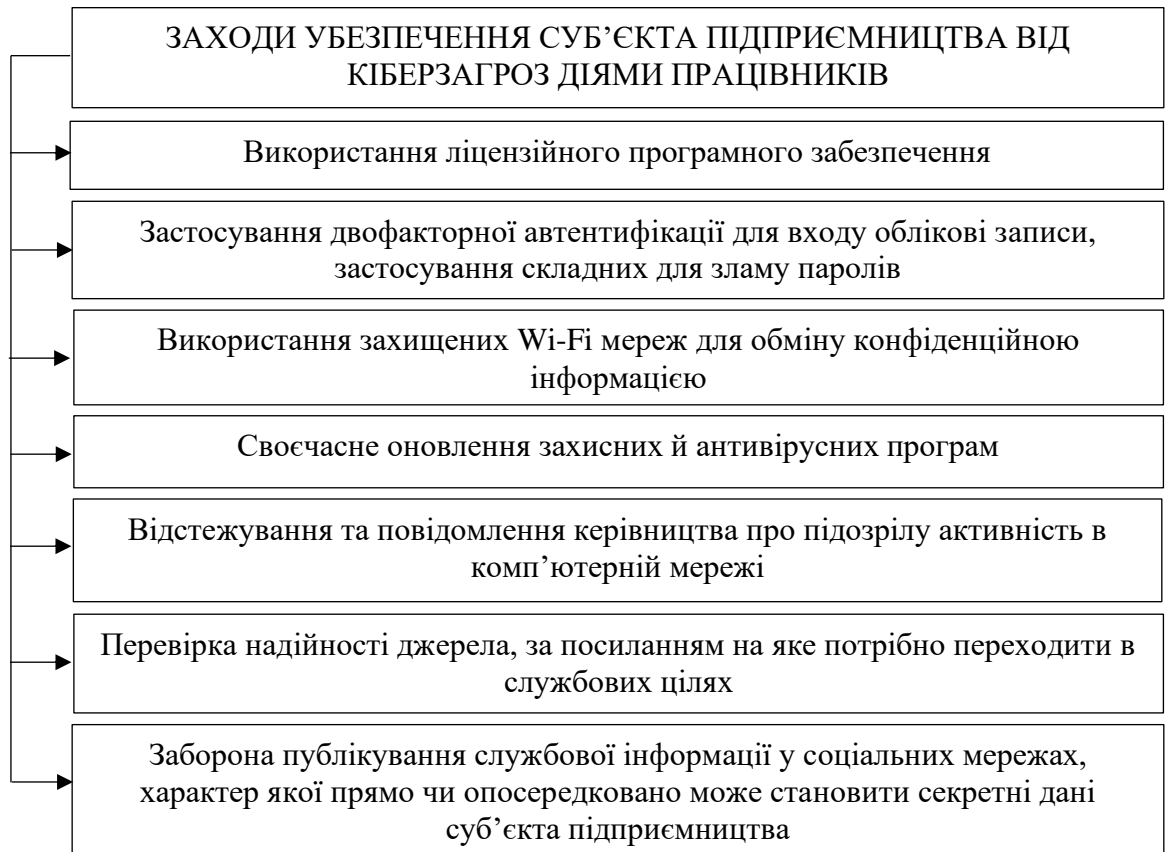 ЗАХОДИ УБЕЗПЕЧЕННЯ СУБ’ЄКТА ПІДПРИЄМНИЦТВА ВІД
КІБЕРЗАГРОЗ ДІЯМИ ПРАЦІВНИКІВ
Використання ліцензійного програмного забезпечення
Застосування двофакторної автентифікації для входу облікові записи,
застосування складних для зламу паролів
Використання захищених Wi-Fi мереж для обміну конфіденційною
інформацією
Своєчасне оновлення захисних й антивірусних програм
Відстежування та повідомлення керівництва про підозрілу активність в
комп’ютерній мережі
Перевірка надійності джерела, за посиланням на яке потрібно переходити в
службових цілях
Заборона публікування службової інформації у соціальних мережах,
характер якої прямо чи опосередковано може становити секретні дані
суб’єкта підприємництва